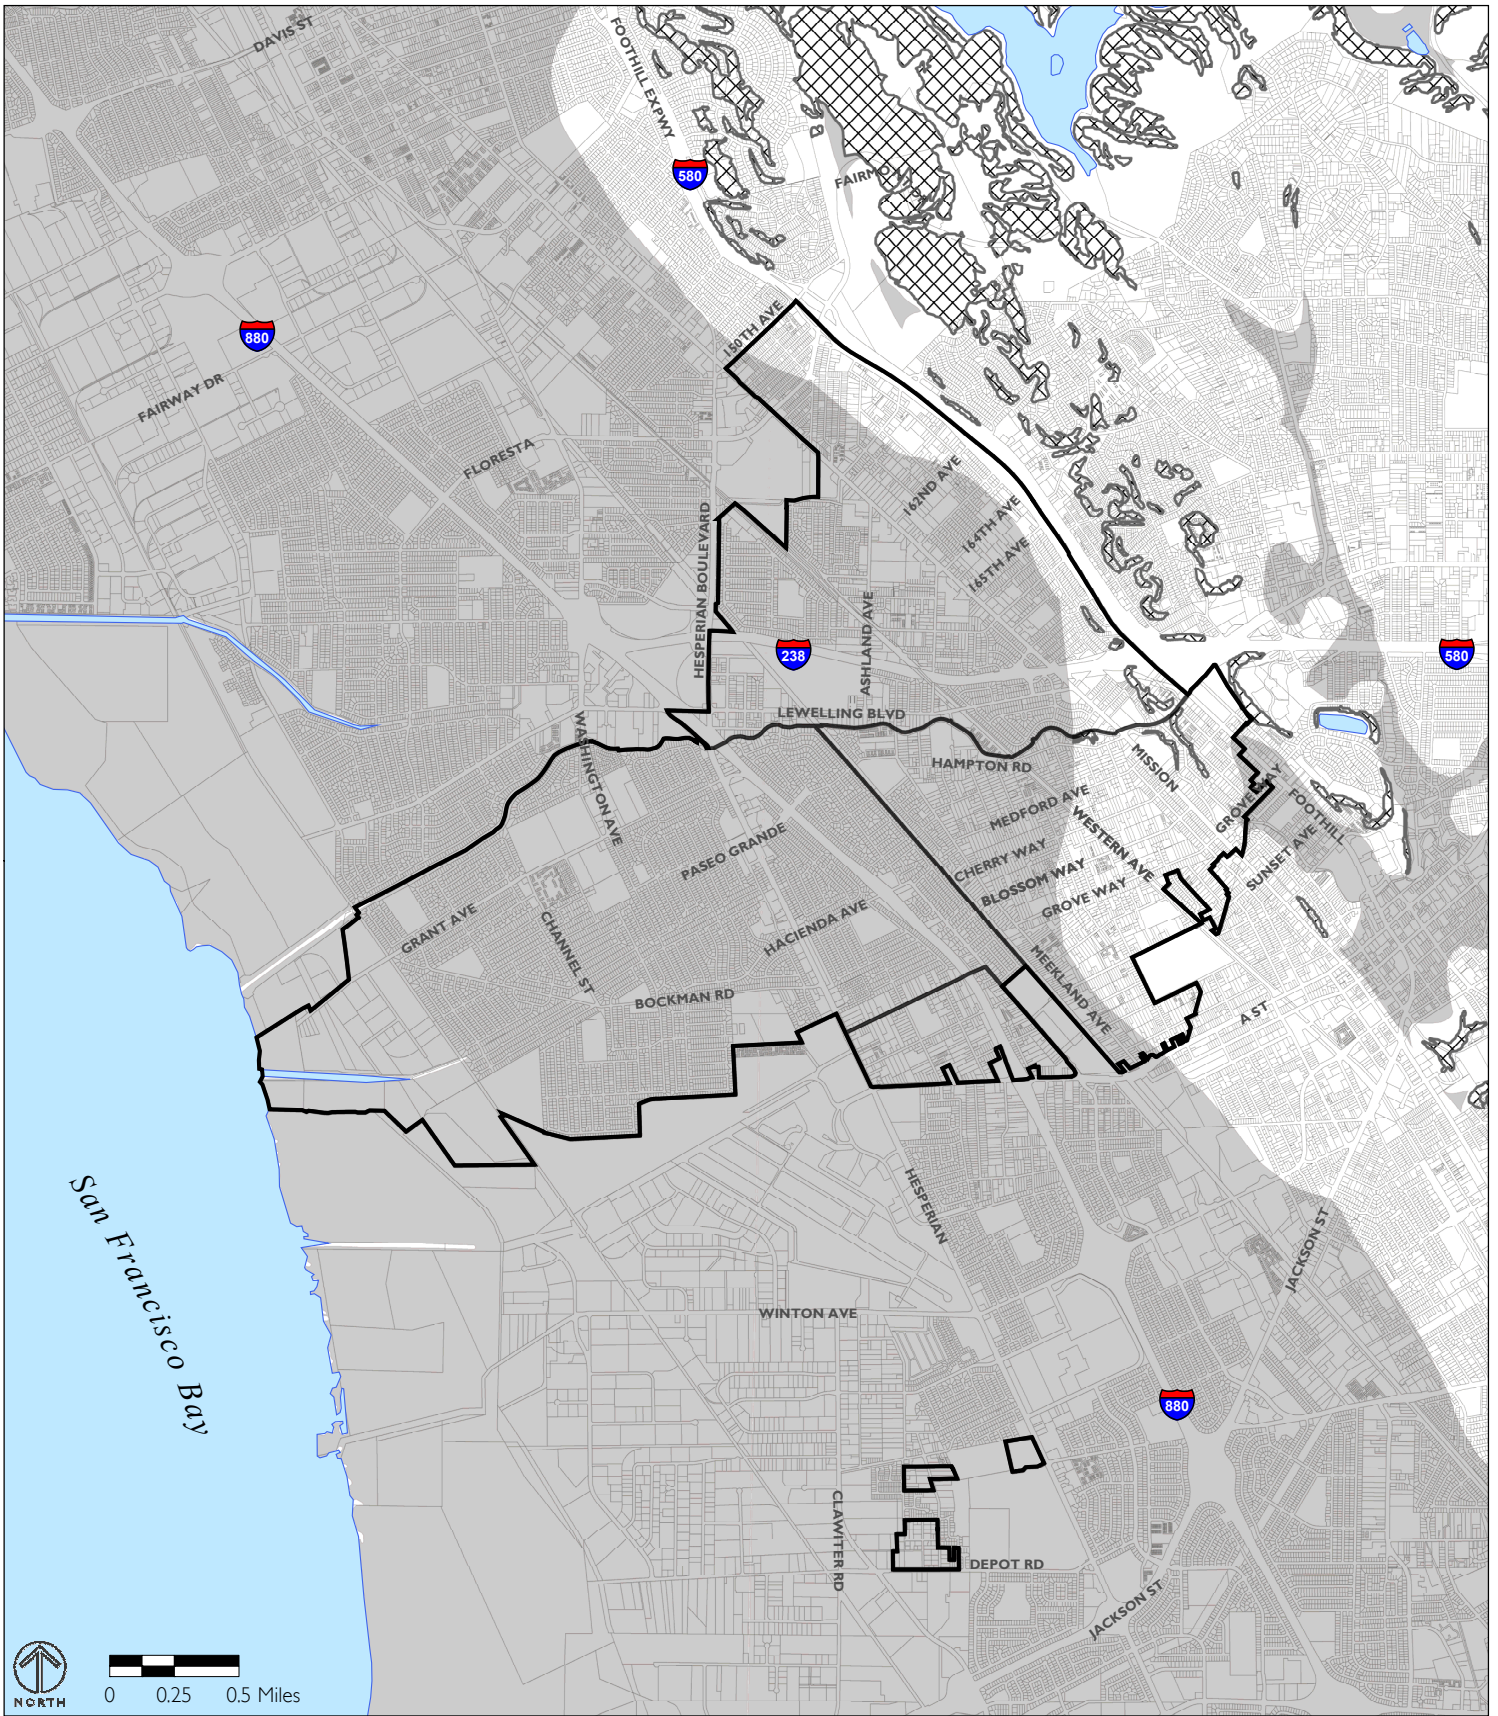 DAVIS ST
FOOTHILL EXPWY
580
FAIRMO
150TH AVE
880
FAIRWAY DR
FLORESTA
162ND AVE
164TH AVE
165TH AVE
HESPERIAN BOULEVARD
ASHLAND AVE
238
580
LEWELLING BLVD
WASHINGTON AVE
HAMPTON RD
MISSION
MEDFORD AVE
WESTERN AVE
GROVE WAY
FOOTHILL
SUNSET AVE
PASEO GRANDE
CHERRY WAY
BLOSSOM WAY
GROVE WAY
GRANT AVE
CHANNEL ST
HACIENDA AVE
MEEKLAND AVE
BOCKMAN RD
A ST
San Francisco Bay
HESPERIAN
JACKSON ST
WINTON AVE
880
CLAWITER RD
DEPOT RD
JACKSON ST
NORTH
0 0.25 0.5 Miles